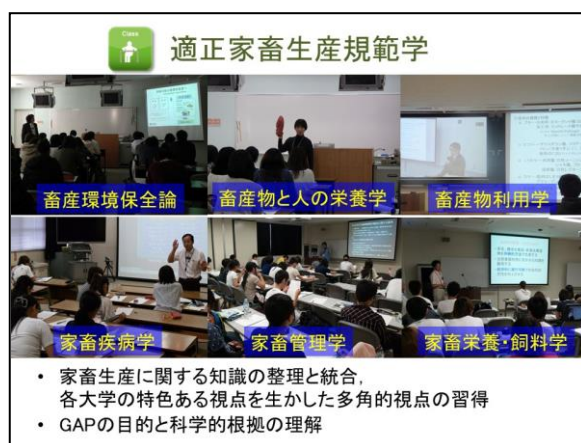 Class
適正家畜生産規範学
畜産環境保全論
畜産物と人の栄養学
畜産物利用学
家畜疾病学
家畜管理学
家畜栄養・飼料学
• 家畜生産に関する知識の整理と統合，
各大学の特色ある視点を生かした多角的視点の習得
• GAPの目的と科学的根拠の理解